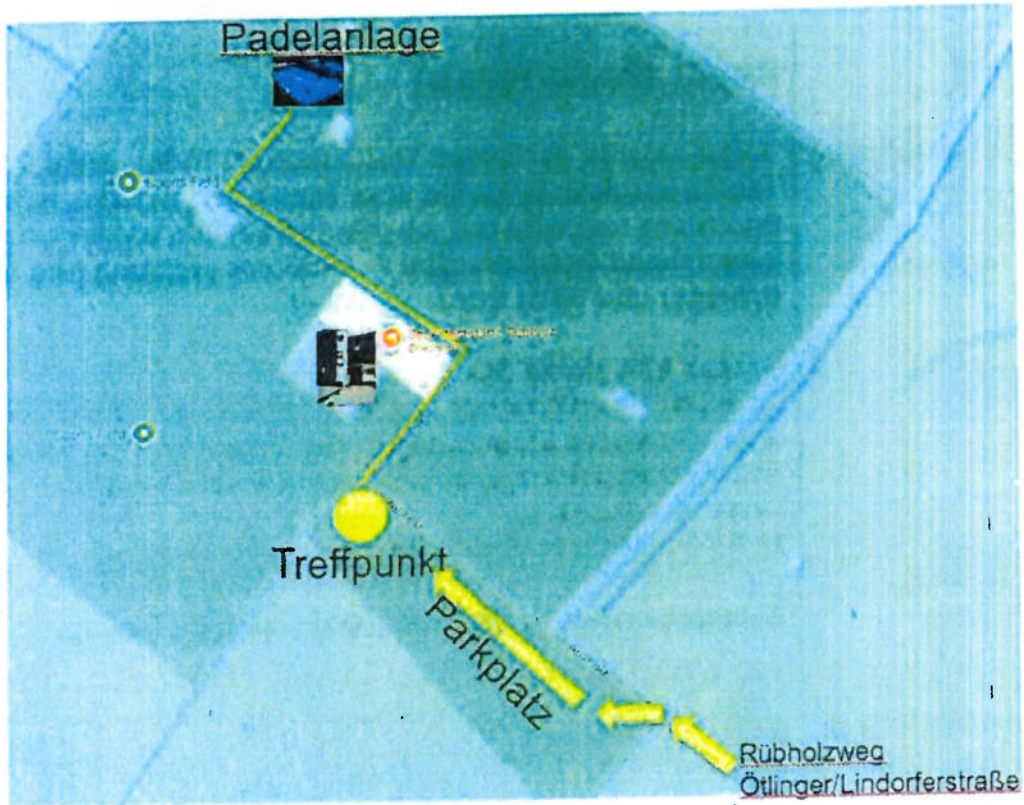 Padelanlage
Treffpunkt
Parkplatz
Rübholzweg
Ötlinger/Lindorferstraße